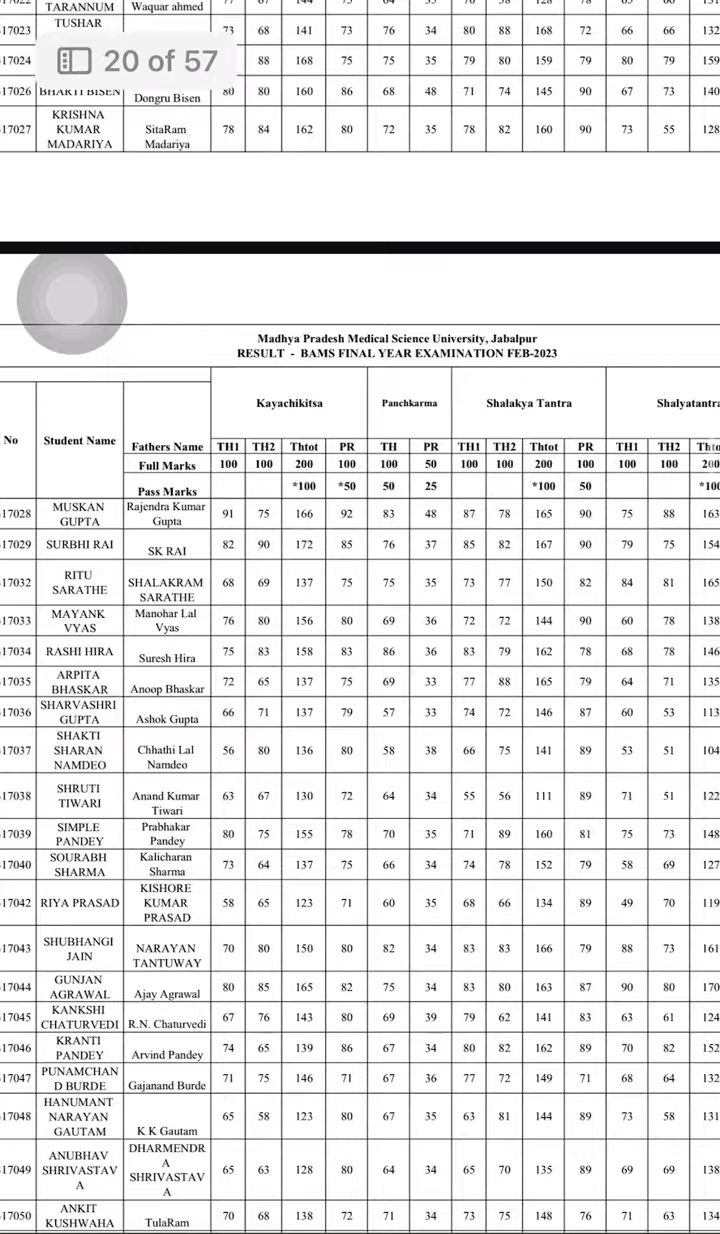 17022 TARANNUM Waquar ahmed 128
17023 TUSHAR 73 68 141 73 74 34 80 88 168 72 66 66 132
17024 88 168 75 75 35 79 80 159 79 80 79 159
20 of 57
17026 BHARTI BISEN Dongru Bisen 80 80 160 86 68 48 71 74 145 90 67 73 140
17027 KRISHNA KUMAR MADARIYA SitaRam Madariya 78 84 162 80 72 35 78 82 160 90 73 55 128
Madhya Pradesh Medical Science University, Jabalpur
RESULT - BAMS FINAL YEAR EXAMINATION FEB-2023
Kayachikitsa Panchkarma Shalakya Tantra Shalyatantra
No Student Name Fathers Name TH1 TH2 Thtot PR TH PR TH1 TH2 Thtot PR TH1 TH2 Thto
Full Marks 100 100 200 100 100 50 100 100 200 100 100 100 200
Pass Marks *100 *50 50 25 *100 50 *100
17028 MUSKAN GUPTA Rajendra Kumar Gupta 91 75 166 92 83 48 87 78 165 90 75 88 163
17029 SURBHI RAI SK RAI 82 90 172 85 76 37 85 82 167 90 79 75 154
17032 RITU SARATHE SHALAKRAM SARATHE 68 69 137 75 75 35 73 77 150 82 84 81 165
17033 MAYANK VYAS Manohar Lal Vyas 76 80 156 80 69 36 72 72 144 90 60 78 138
17034 RASHI HIRA Suresh Hira 75 83 158 83 86 36 83 79 162 78 68 78 146
17035 ARPITA BHASKAR Anoop Bhaskar 72 65 137 75 69 33 77 88 165 79 64 71 135
17036 SHARVASHRI GUPTA Ashok Gupta 66 71 137 79 57 33 74 72 146 87 60 53 113
17037 SHAKTI SHARAN NAMDEO Chhathi Lal Namdeo 56 80 136 80 58 38 66 75 141 89 53 51 104
17038 SHRUTI TIWARI Anand Kumar Tiwari 63 67 130 72 64 34 55 56 111 89 71 51 122
17039 SIMPLE PANDEY Prabhakar Pandey 80 75 155 78 70 35 71 89 160 81 75 73 148
17040 SOURABH SHARMA Kalicharan Sharma 73 64 137 75 66 34 74 78 152 79 58 69 127
17042 RIYA PRASAD KISHORE KUMAR PRASAD 58 65 123 71 60 35 68 66 134 89 49 70 119
17043 SHUBHANGI JAIN NARAYAN TANTUWAY 70 80 150 80 82 34 83 83 166 79 88 73 161
17044 GUNJAN AGRAWAL Ajay Agrawal 80 85 165 82 75 34 83 80 163 87 90 80 170
17045 KANKSHI CHATURVEDI R.N. Chaturvedi 67 76 143 80 69 39 79 62 141 83 63 61 124
17046 KRANTI PANDEY Arvind Pandey 74 65 139 86 67 34 80 82 162 89 70 82 152
17047 PUNAMCHAN D BURDE Gajanand Burde 71 75 146 71 67 36 77 72 149 71 68 64 132
17048 HANUMANT NARAYAN GAUTAM K K Gautam 65 58 123 80 67 35 63 81 144 89 73 58 131
17049 ANUBHAV SHRIVASTAV A DHARMENDR A SHRIVASTAV A 65 63 128 80 64 34 65 70 135 89 69 69 138
17050 ANKIT KUSHWAHA TulaRam 70 68 138 72 71 34 73 75 148 76 71 63 134